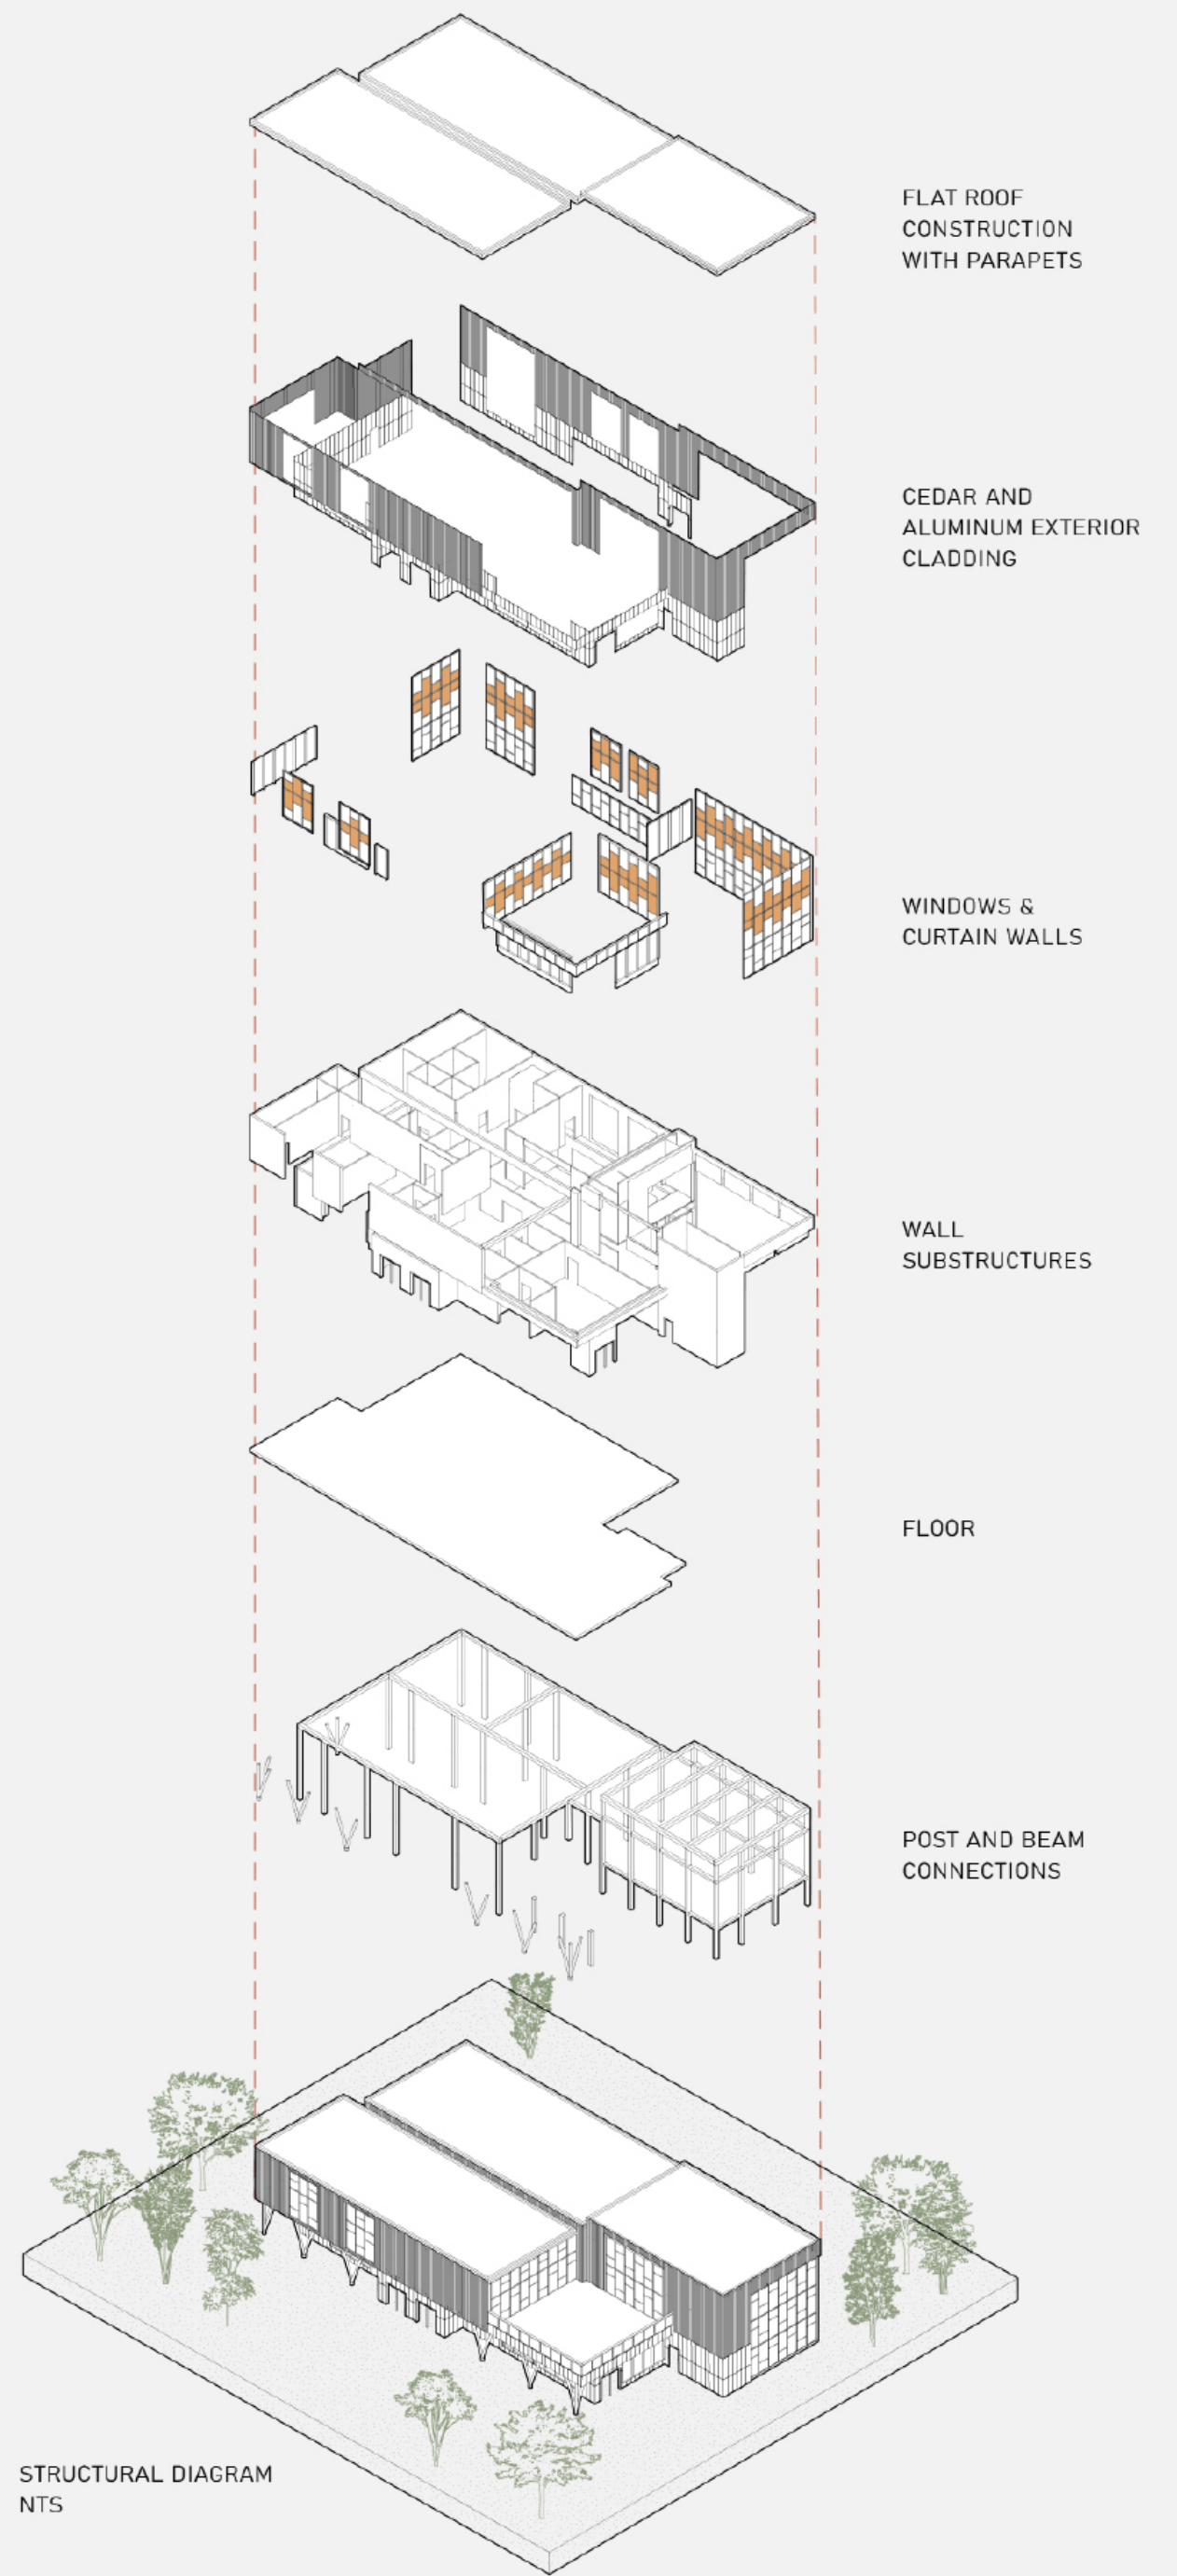 FLAT ROOF
CONSTRUCTION
WITH PARAPETS
CEDAR AND
ALUMINUM EXTERIOR
CLADDING
WINDOWS &
CURTAIN WALLS
WALL
SUBSTRUCTURES
FLOOR
POST AND BEAM
CONNECTIONS
STRUCTURAL DIAGRAM
NTS